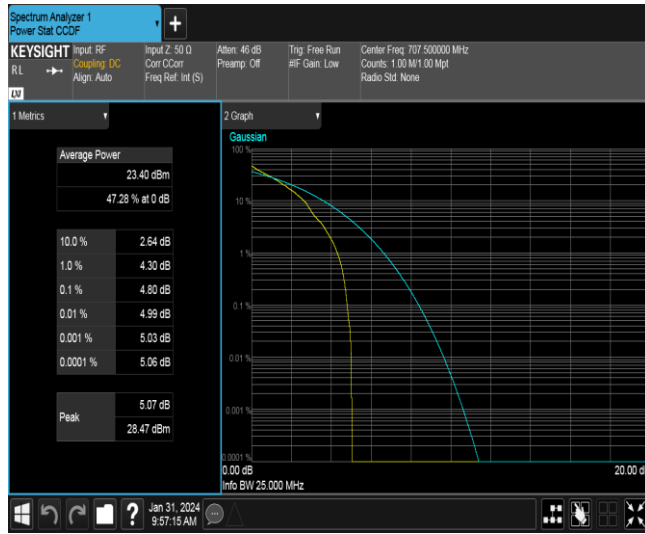 Spectrum Analyzer 1
Power Stat CCDF
+
KEYSIGHT
RL
LXI
Input: RF
Coupling: DC
Align: Auto
Input Z: 50 Ω
Corr CCorr
Freq Ref: Int (S)
Atten: 46 dB
Preamp: Off
Trig: Free Run
#IF Gain: Low
Center Freq: 707.500000 MHz
Counts: 1.00 M/1.00 Mpt
Radio Std: None
1 Metrics
Average Power
23.40 dBm
47.28 % at 0 dB
10.0 % 2.64 dB
1.0 % 4.30 dB
0.1 % 4.80 dB
0.01 % 4.99 dB
0.001 % 5.03 dB
0.0001 % 5.06 dB
Peak 5.07 dB
28.47 dBm
2 Graph
Gaussian
100 %
10 %
1 %
0.1 %
0.01 %
0.001 %
0.0001 %
0.00 dB
20.00 d
Info BW 25.000 MHz
?
Jan 31, 2024
9:57:15 AM